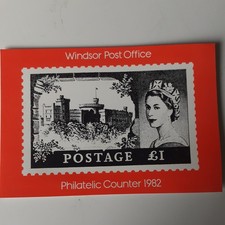 Windsor Post Office
POSTAGE £1
Philatelic Counter 1982